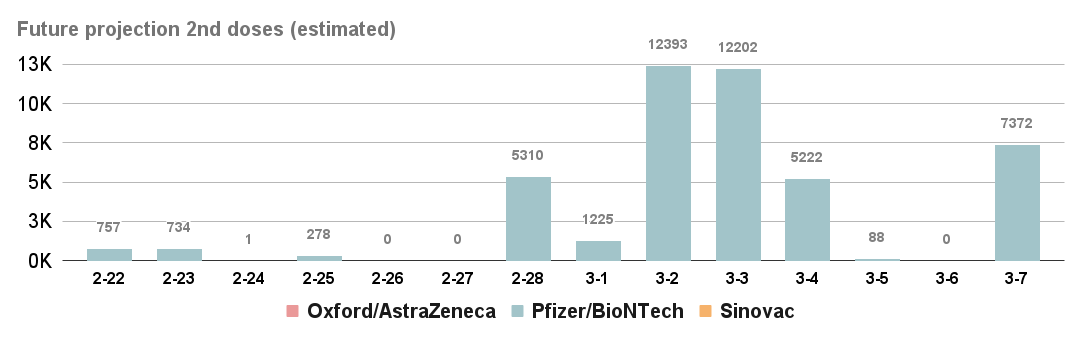 Future projection 2nd doses (estimated)
13K
10K
8K
5K
3K
0K
757
734
1
278
0
0
5310
1225
12393
12202
5222
88
0
7372
2-22 2-23 2-24 2-25 2-26 2-27 2-28 3-1 3-2 3-3 3-4 3-5 3-6 3-7
Oxford/AstraZeneca Pfizer/BioNTech Sinovac